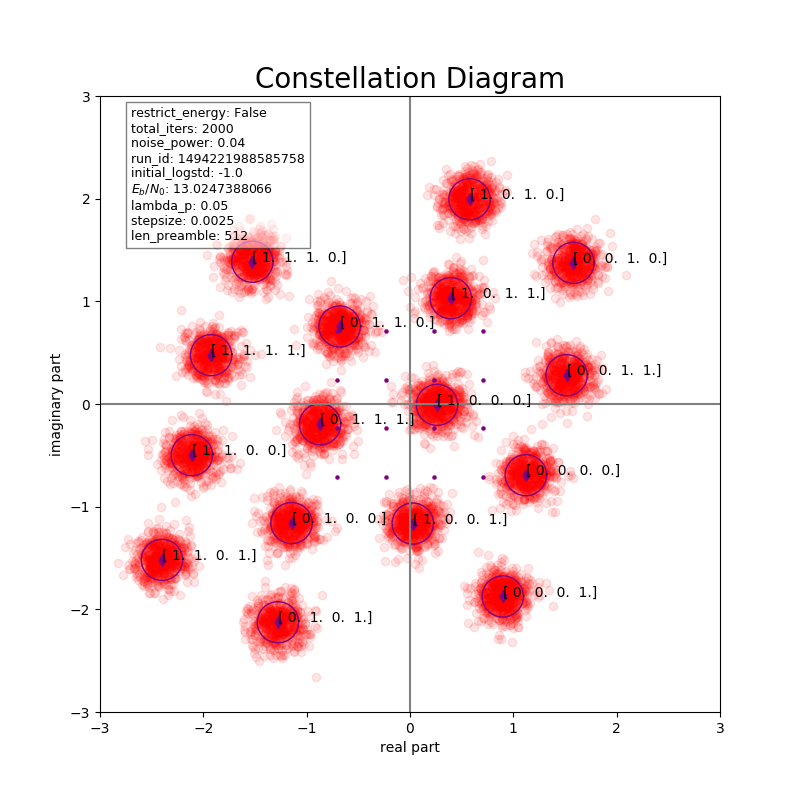 Constellation Diagram
3
restrict_energy: False
total_iters: 2000
noise_power: 0.04
run_id: 1494221988585758
initial_logstd: -1.0
E_b/N_0: 13.0247388066
lambda_p: 0.05
stepsize: 0.0025
len_preamble: 512
2
[ 1. 0. 1. 0.]
[ 1. 1. 1. 0.]
[ 0. 0. 1. 0.]
1
[ 1. 0. 1. 1.]
[ 0. 1. 1. 0.]
[ 1. 1. 1. 1.]
[ 0. 0. 1. 1.]
0
[ 1. 0. 0. 0.]
[ 0. 1. 1. 1.]
[ 1. 1. 0. 0.]
[ 0. 0. 0. 0.]
−1
[ 0. 1. 0. 0.]
[ 1. 0. 0. 1.]
[ 1. 1. 0. 1.]
[ 0. 0. 0. 1.]
−2
[ 0. 1. 0. 1.]
−3
imaginary part
−3 −2 −1 0 1 2 3
real part